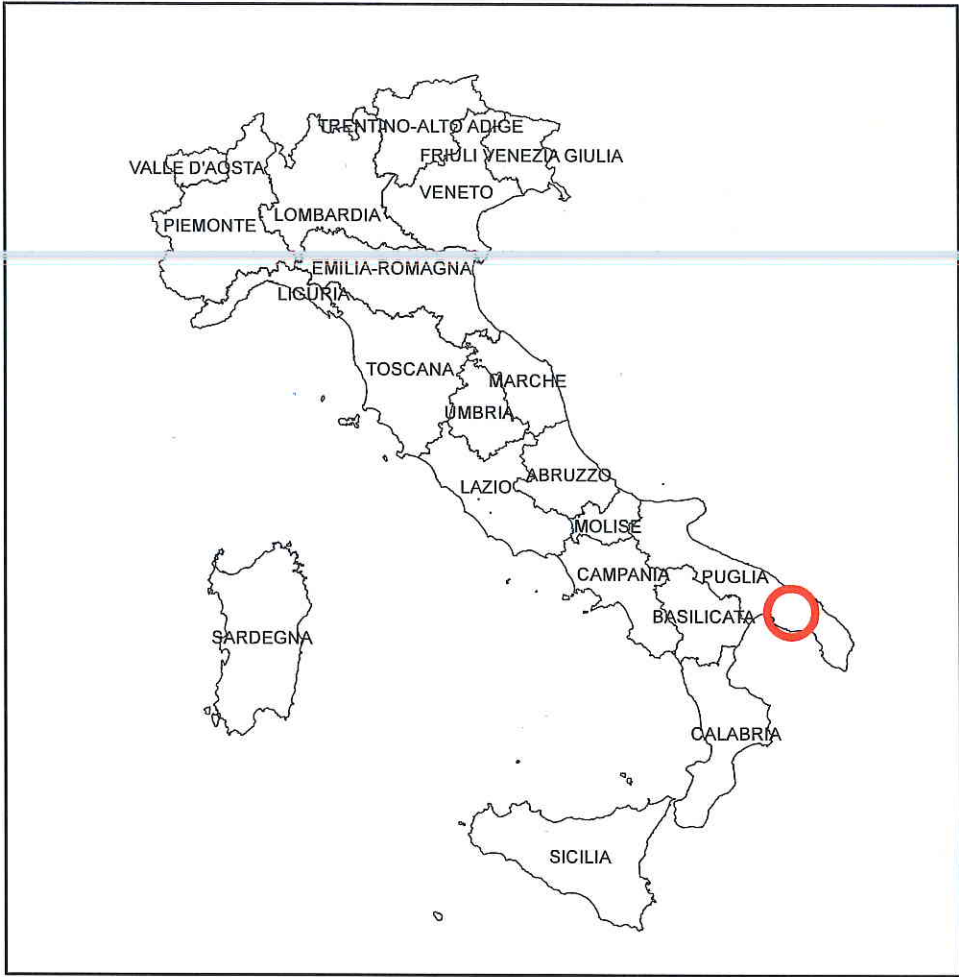 TRENTINO-ALTO ADIGE
FRIULI VENEZIA GIULIA
VALLE D'AOSTA
VENETO
LOMBARDIA
PIEMONTE
EMILIA-ROMAGNA
LIGURIA
TOSCANA
MARCHE
UMBRIA
ABRUZZO
LAZIO
MOLISE
CAMPANIA
PUGLIA
BASILICATA
SARDEGNA
CALABRIA
SICILIA